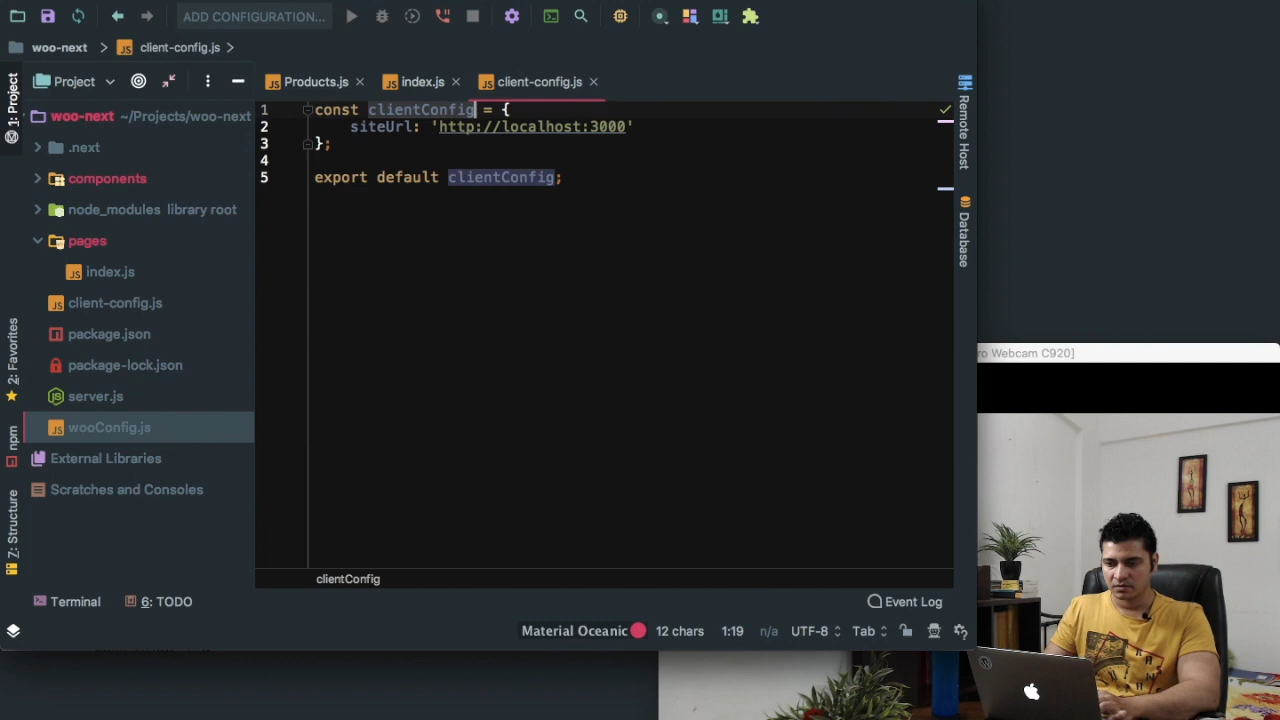 ADD CONFIGURATION...
woo-next
client-config.js
Project
Products.js
index.js
client-config.js
1: Project
woo-next ~/Projects/woo-next
.next
components
node_modules library root
pages
index.js
client-config.js
package.json
package-lock.json
server.js
wooConfig.js
External Libraries
Scratches and Consoles
2: Favorites
npm
Z: Structure
1 const clientConfig = {
2 siteUrl: 'http://localhost:3000'
3 };
4
5 export default clientConfig;
Remote Host
Database
clientConfig
Terminal
6: TODO
Event Log
Material Oceanic
12 chars
1:19
n/a
UTF-8
Tab
ro Webcam C920]